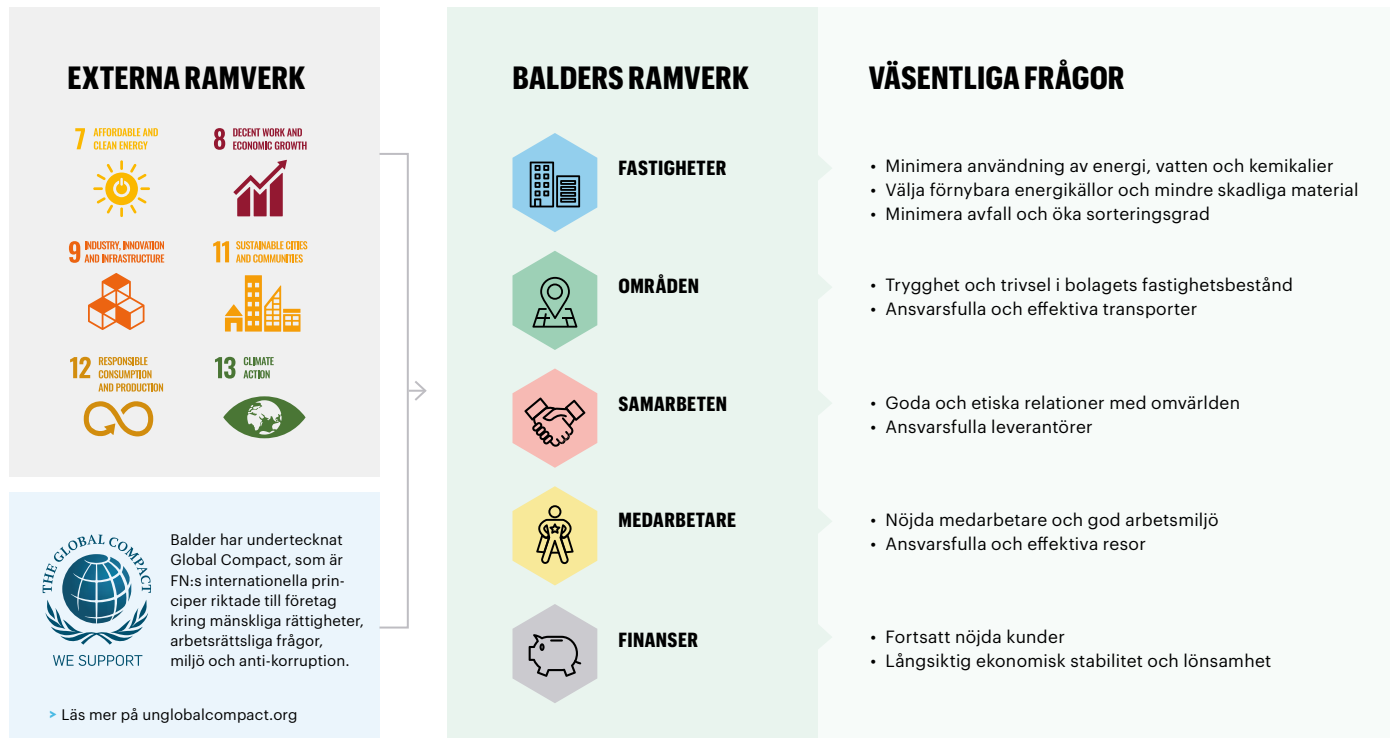 EXTERNA RAMVERK
7 AFFORDABLE AND
CLEAN ENERGY
8 DECENT WORK AND
ECONOMIC GROWTH
9 INDUSTRY, INNOVATION
AND INFRASTRUCTURE
11 SUSTAINABLE CITIES
AND COMMUNITIES
12 RESPONSIBLE
CONSUMPTION
AND PRODUCTION
13 CLIMATE
ACTION
THE GLOBAL COMPACT
WE SUPPORT
Balder har undertecknat
Global Compact, som är
FN:s internationella prin-
ciper riktade till företag
kring mänskliga rättigheter,
arbetsrättsliga frågor,
miljö och anti-korruption.
> Läs mer på unglobalcompact.org
BALDERS RAMVERK
VÄSENTLIGA FRÅGOR
FASTIGHETER
• Minimera användning av energi, vatten och kemikalier
• Välja förnybara energikällor och mindre skadliga material
• Minimera avfall och öka sorteringsgrad
OMRÅDEN
• Trygghet och trivsel i bolagets fastighetsbestånd
• Ansvarsfulla och effektiva transporter
SAMARBETEN
• Goda och etiska relationer med omvärlden
• Ansvarsfulla leverantörer
MEDARBETARE
• Nöjda medarbetare och god arbetsmiljö
• Ansvarsfulla och effektiva resor
FINANSER
• Fortsatt nöjda kunder
• Långsiktig ekonomisk stabilitet och lönsamhet